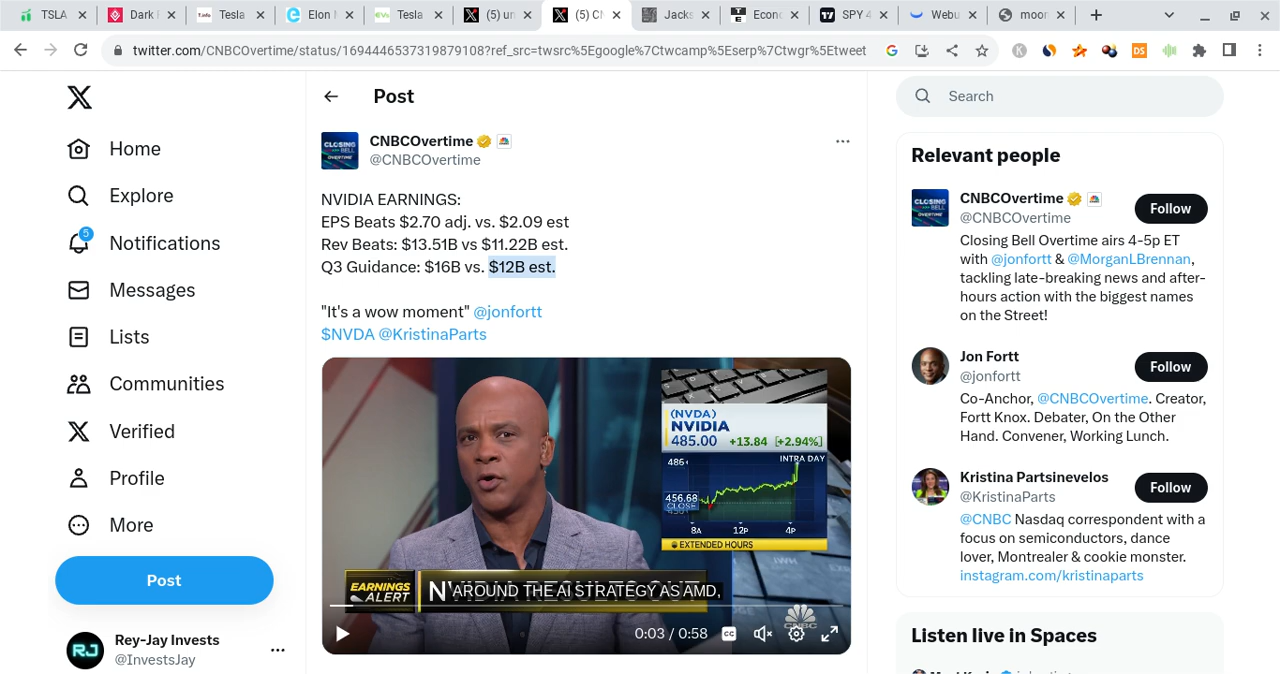 TSLA
Dark F
Tesla
Elon M
Tesla
(5) un
(5) CN
Jacks
Econo
SPY 4
Webu
moor
twitter.com/CNBCOvertime/status/1694446537319879108?ref_src=twsrc%5Egoogle%7Ctwcamp%5Eserp%7Ctwgr%5Etweet
Home
Explore
5
Notifications
Messages
Lists
Communities
Verified
Profile
More
Post
Rey-Jay Invests
@InvestsJay
Post
CNBCOvertime
@CNBCOvertime
NVIDIA EARNINGS:
EPS Beats $2.70 adj. vs. $2.09 est
Rev Beats: $13.51B vs $11.22B est.
Q3 Guidance: $16B vs. $12B est.
"It's a wow moment" @jonfortt
$NVDA @KristinaParts
(NVDA)
NVIDIA
485.00 +13.84 [+2.94%]
486
INTRA DAY
456.68
CLOSE
8A 12P 4P
EXTENDED HOURS
EARNINGS
ALERT
AROUND THE AI STRATEGY AS AMD,
CNBC
0:03 / 0:58
CC
Search
Relevant people
CNBCOvertime
@CNBCOvertime
Follow
Closing Bell Overtime airs 4-5p ET
with @jonfortt & @MorganLBrennan,
tackling late-breaking news and after-
hours action with the biggest names
on the Street!
Jon Fortt
@jonfortt
Follow
Co-Anchor, @CNBCOvertime. Creator,
Fortt Knox. Debater, On the Other
Hand. Convener, Working Lunch.
Kristina Partsinevelos
@KristinaParts
Follow
@CNBC Nasdaq correspondent with a
focus on semiconductors, dance
lover, Montrealer & cookie monster.
instagram.com/kristinaparts
Listen live in Spaces